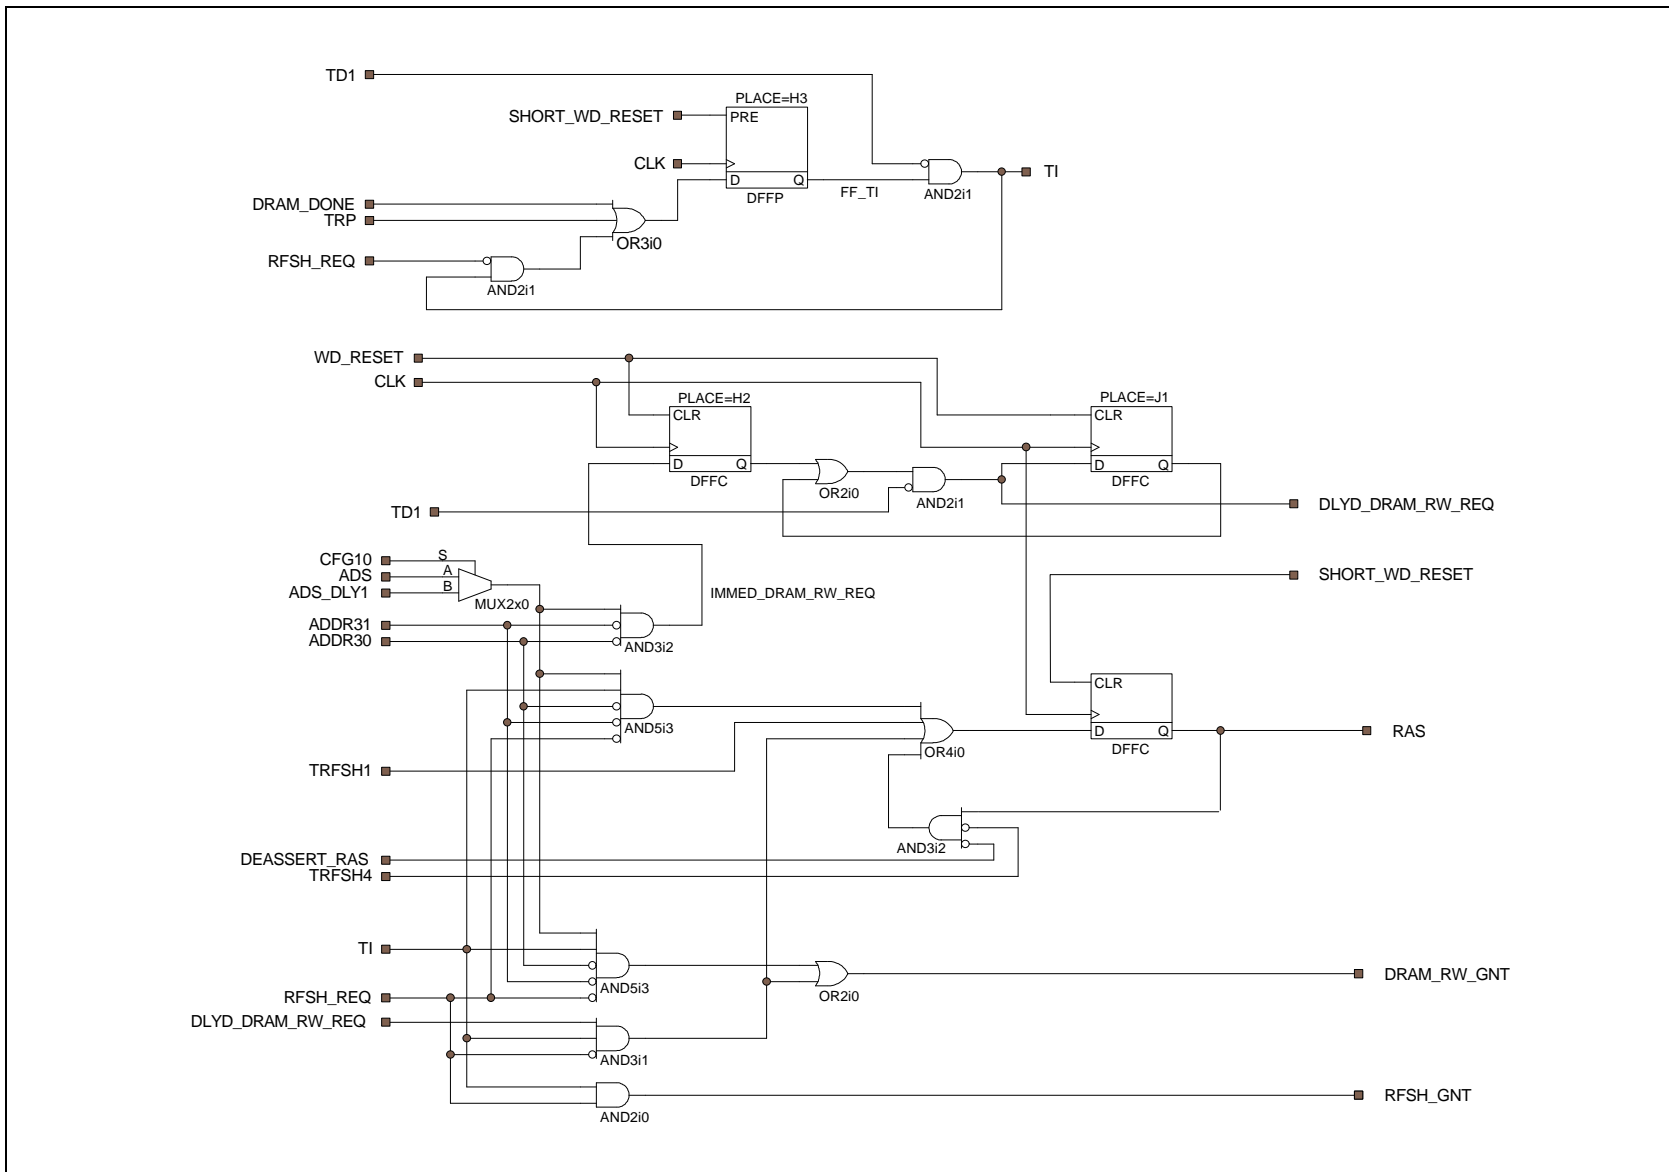 TD1
PLACE=H3
SHORT_WD_RESET
PRE
CLK
TI
D
Q
FF_TI
AND2i1
DFFP
DRAM_DONE
TRP
OR3i0
RFSH_REQ
AND2i1
WD_RESET
CLK
PLACE=H2
PLACE=J1
CLR
CLR
D
Q
D
Q
DFFC
OR2i0
AND2i1
DFFC
DLYD_DRAM_RW_REQ
TD1
CFG10
S
ADS
A
ADS_DLY1
B
MUX2x0
SHORT_WD_RESET
IMMED_DRAM_RW_REQ
ADDR31
ADDR30
AND3i2
CLR
AND5i3
D
Q
RAS
OR4i0
DFFC
TRFSH1
AND3i2
DEASSERT_RAS
TRFSH4
TI
AND5i3
DRAM_RW_GNT
RFSH_REQ
OR2i0
DLYD_DRAM_RW_REQ
AND3i1
RFSH_GNT
AND2i0